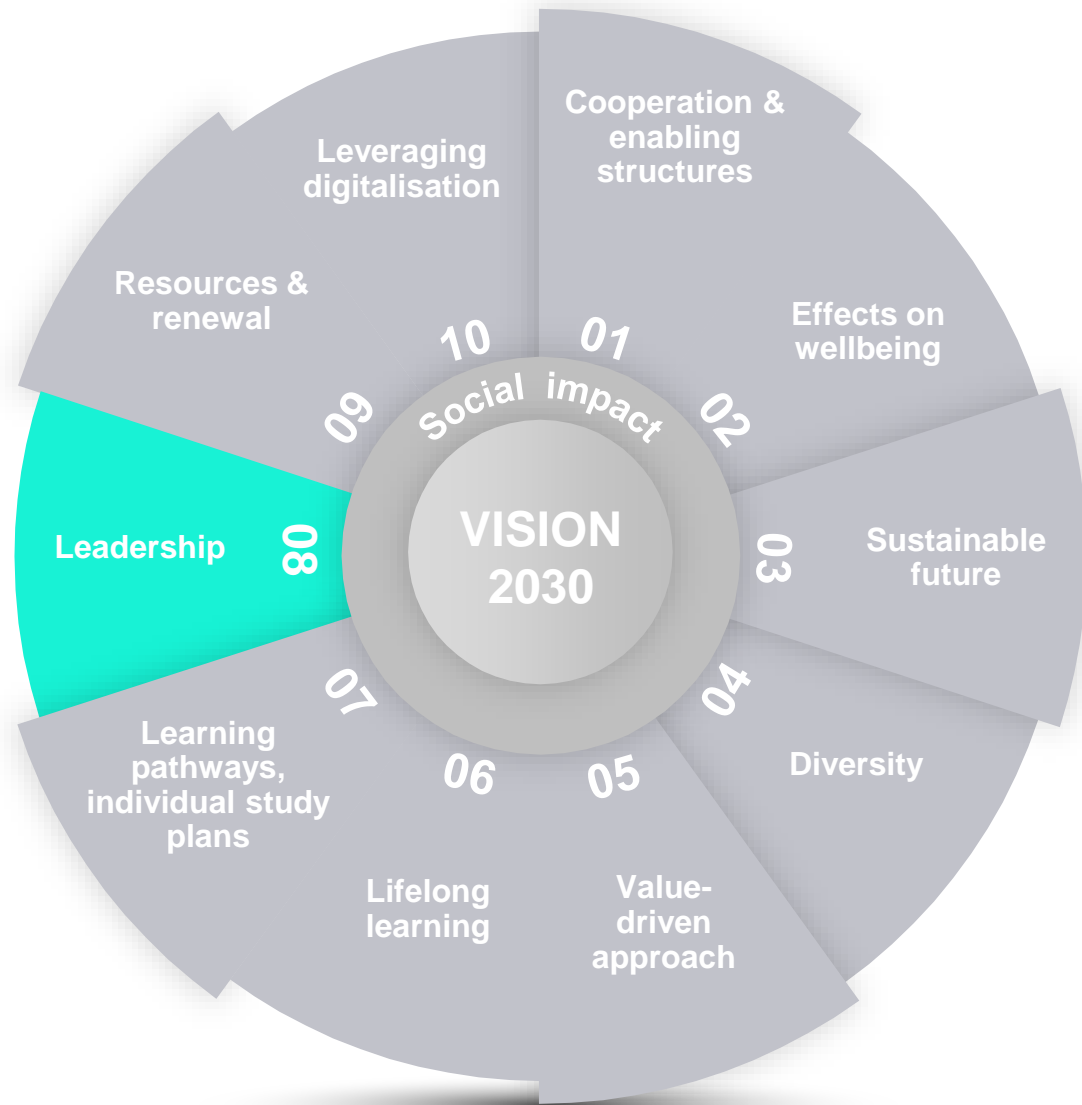 VISION
2030
Social impact
01
Cooperation &
enabling
structures
02
Effects on
wellbeing
03
Sustainable
future
04
Diversity
05
Value-
driven
approach
06
Lifelong
learning
07
Learning
pathways,
individual study
plans
08
Leadership
09
Resources &
renewal
10
Leveraging
digitalisation